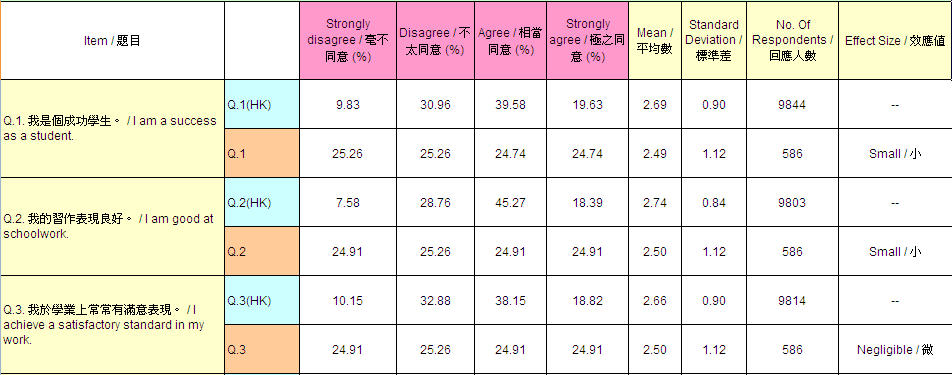 Item / 題目 Strongly disagree / 毫不同意 (%) Disagree / 不太同意 (%) Agree / 相當同意 (%) Strongly agree / 極之同意 (%) Mean / 平均數 Standard Deviation / 標準差 No. Of Respondents / 回應人數 Effect Size / 效應值
Q.1. 我是個成功學生。 / I am a success as a student.
Q.1(HK) 9.83 30.96 39.58 19.63 2.69 0.90 9844 --
Q.1 25.26 25.26 24.74 24.74 2.49 1.12 586 Small / 小
Q.2. 我的習作表現良好。 / I am good at schoolwork.
Q.2(HK) 7.58 28.76 45.27 18.39 2.74 0.84 9803 --
Q.2 24.91 25.26 24.91 24.91 2.50 1.12 586 Small / 小
Q.3. 我於學業上常常有滿意表現。 / I achieve a satisfactory standard in my work.
Q.3(HK) 10.15 32.88 38.15 18.82 2.66 0.90 9814 --
Q.3 24.91 25.26 24.91 24.91 2.50 1.12 586 Negligible / 微